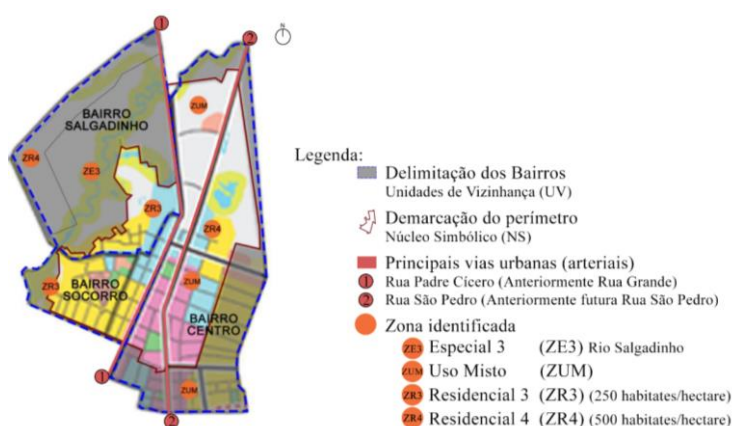 1
2
N
ZUM
BAIRRO
SALGADINHO
ZR4
ZE3
ZR3
ZR4
ZR3
BAIRRO
SOCORRO
ZUM
BAIRRO
CENTRO
1
ZUM
2
Legenda:
Delimitação dos Bairros
Unidades de Vizinhança (UV)
Demarcação do perímetro
Núcleo Simbólico (NS)
Principais vias urbanas (arteriais)
1 Rua Padre Cícero (Anteriormente Rua Grande)
2 Rua São Pedro (Anteriormente futura Rua São Pedro)
Zona identificada
ZE3 Especial 3 (ZE3) Rio Salgadinho
ZUM Uso Misto (ZUM)
ZR3 Residencial 3 (ZR3) (250 habitates/hectare)
ZR4 Residencial 4 (ZR4) (500 habitates/hectare)